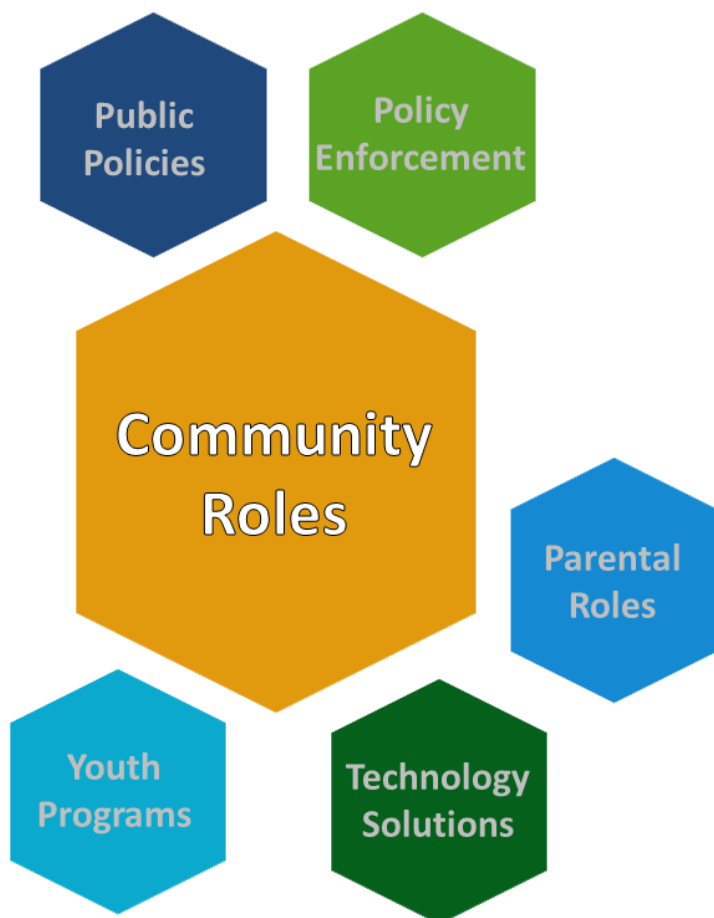 Public
Policies
Policy
Enforcement
Community
Roles
Parental
Roles
Youth
Programs
Technology
Solutions